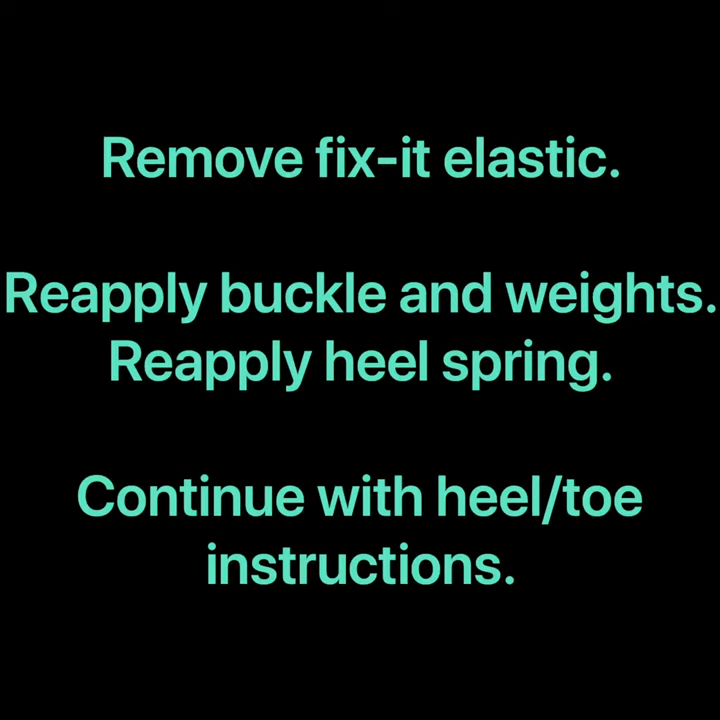 Remove fix-it elastic.
Reapply buckle and weights.
Reapply heel spring.
Continue with heel/toe
instructions.